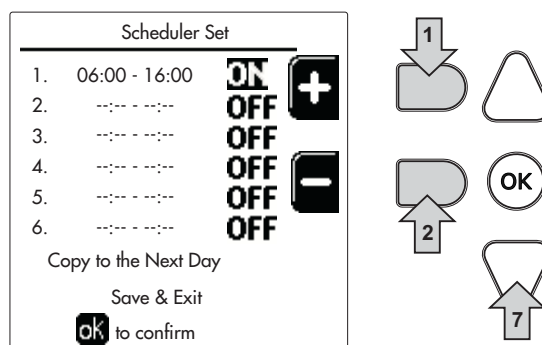 Scheduler Set
1. 06:00 - 16:00 ON
2. --:-- - --:-- OFF
3. --:-- - --:-- OFF
4. --:-- - --:-- OFF
5. --:-- - --:-- OFF
6. --:-- - --:-- OFF
Copy to the Next Day
Save & Exit
ok to confirm
+
-
1
2
OK
7